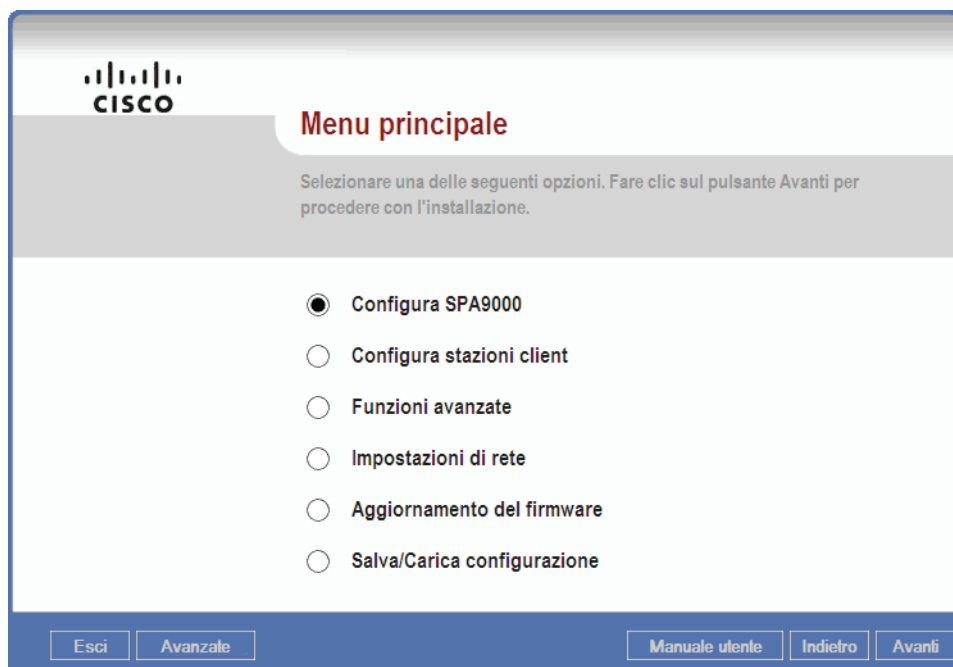 CISCO
Menu principale
Selezionare una delle seguenti opzioni. Fare clic sul pulsante Avanti per
procedere con l'installazione.
Configura SPA9000
Configura stazioni client
Funzioni avanzate
Impostazioni di rete
Aggiornamento del firmware
Salva/Carica configurazione
Esci Avanzate Manuale utente Indietro Avanti